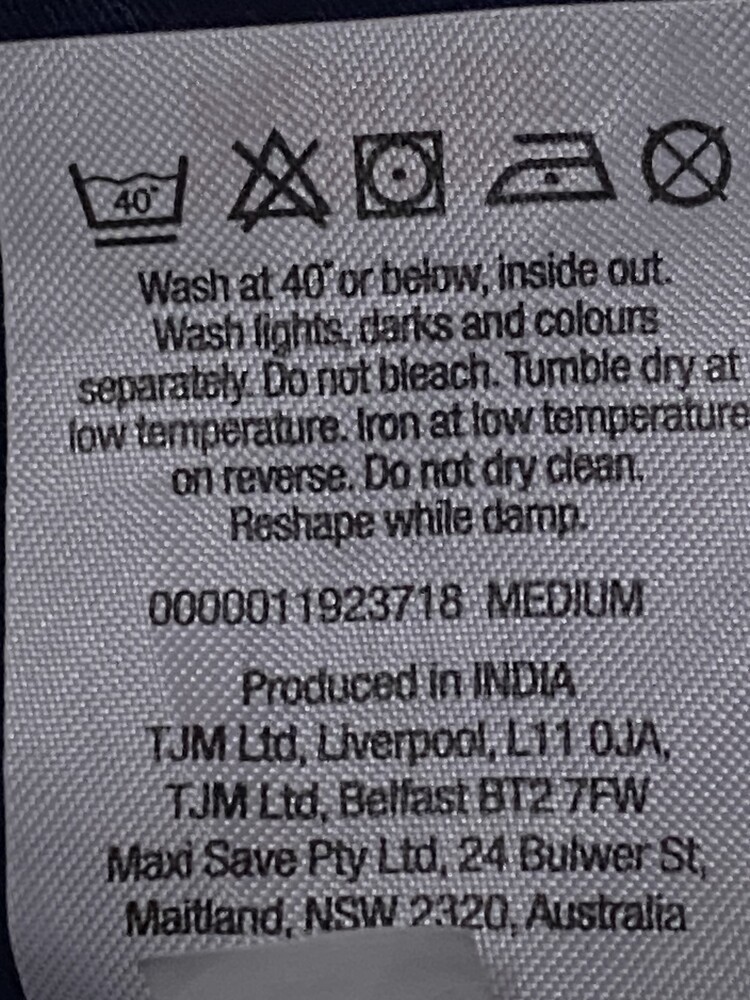 40°
Wash at 40° or below, inside out.
Wash lights, darks and colours
separately. Do not bleach. Tumble dry at
low temperature. Iron at low temperature
on reverse. Do not dry clean.
Reshape while damp.
0000011923718 MEDIUM
Produced in INDIA
TJM Ltd, Liverpool, L11 0JA,
TJM Ltd, Belfast BT2 7FW
Maxi Save Pty Ltd, 24 Bulwer St,
Maitland, NSW 2320, Australia